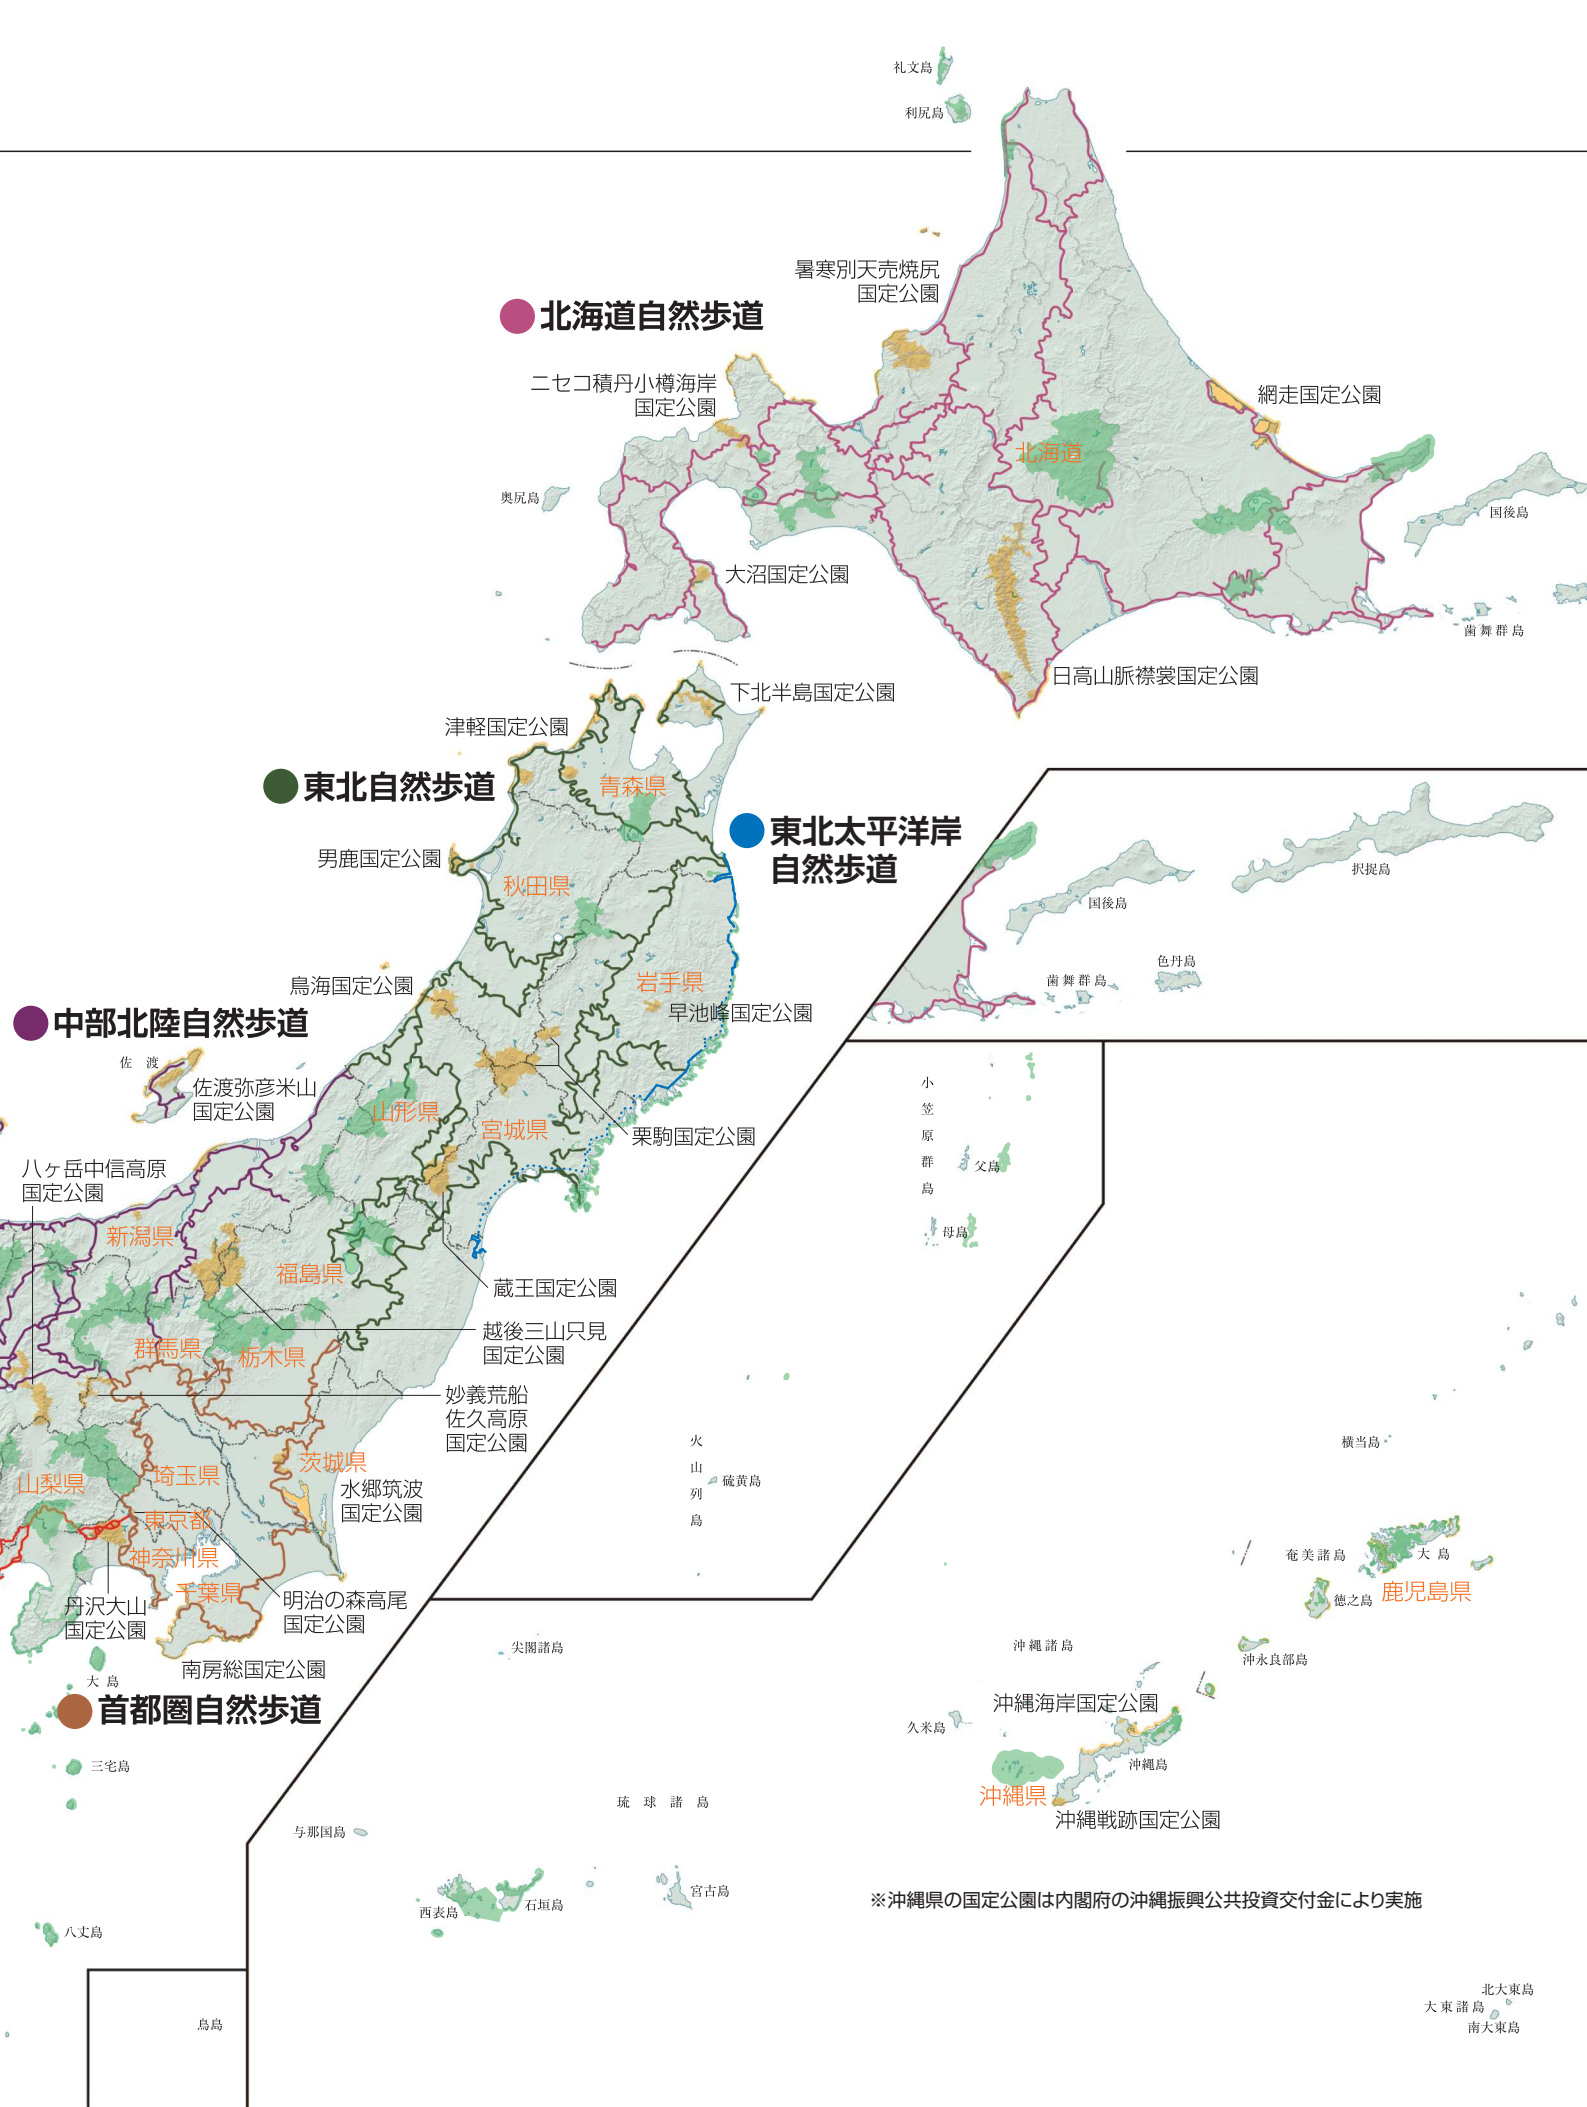 礼文島
利尻島
暑寒別天売焼尻
国定公園
北海道自然歩道
ニセコ積丹小樽海岸
国定公園
網走国定公園
北海道
奥尻島
国後島
大沼国定公園
歯舞群島
日高山脈襟裳国定公園
下北半島国定公園
津軽国定公園
東北自然歩道
青森県
東北太平洋岸
自然歩道
男鹿国定公園
秋田県
択捉島
国後島
色丹島
歯舞群島
鳥海国定公園
岩手県
早池峰国定公園
中部北陸自然歩道
佐渡
佐渡弥彦米山
国定公園
山形県
宮城県
栗駒国定公園
小笠原群島
父島
母島
八ヶ岳中信高原
国定公園
新潟県
福島県
蔵王国定公園
越後三山只見
国定公園
群馬県
栃木県
妙義荒船
佐久高原
国定公園
火山列島
硫黄島
茨城県
水郷筑波
国定公園
山梨県
埼玉県
東京都
神奈川県
千葉県
明治の森高尾
国定公園
丹沢大山
国定公園
南房総国定公園
大島
首都圏自然歩道
三宅島
八丈島
鳥島
横当島
奄美諸島
大島
鹿児島県
徳之島
沖永良部島
尖閣諸島
沖縄諸島
沖縄海岸国定公園
久米島
沖縄島
沖縄県
沖縄戦跡国定公園
琉球諸島
与那国島
西表島
石垣島
宮古島
※沖縄県の国定公園は内閣府の沖縄振興公共投資交付金により実施
北大東島
大東諸島
南大東島